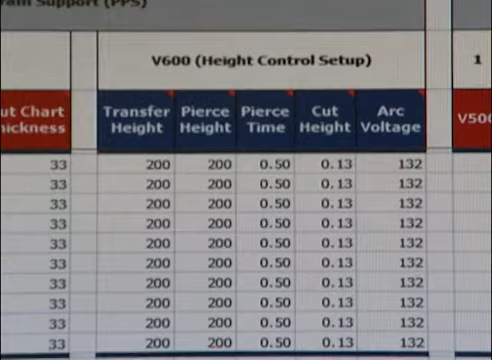 Support (PPS)
V600 (Height Control Setup) 1
ut Chart Transfer Pierce Pierce Cut Arc
hickness Height Height Time Height Voltage V500
33 200 200 0.50 0.13 132
33 200 200 0.50 0.13 132
33 200 200 0.50 0.13 132
33 200 200 0.50 0.13 132
33 200 200 0.50 0.13 132
33 200 200 0.50 0.13 132
33 200 200 0.50 0.13 132
33 200 200 0.50 0.13 132
33 200 200 0.50 0.13 132
33 200 200 0.50 0.13 132